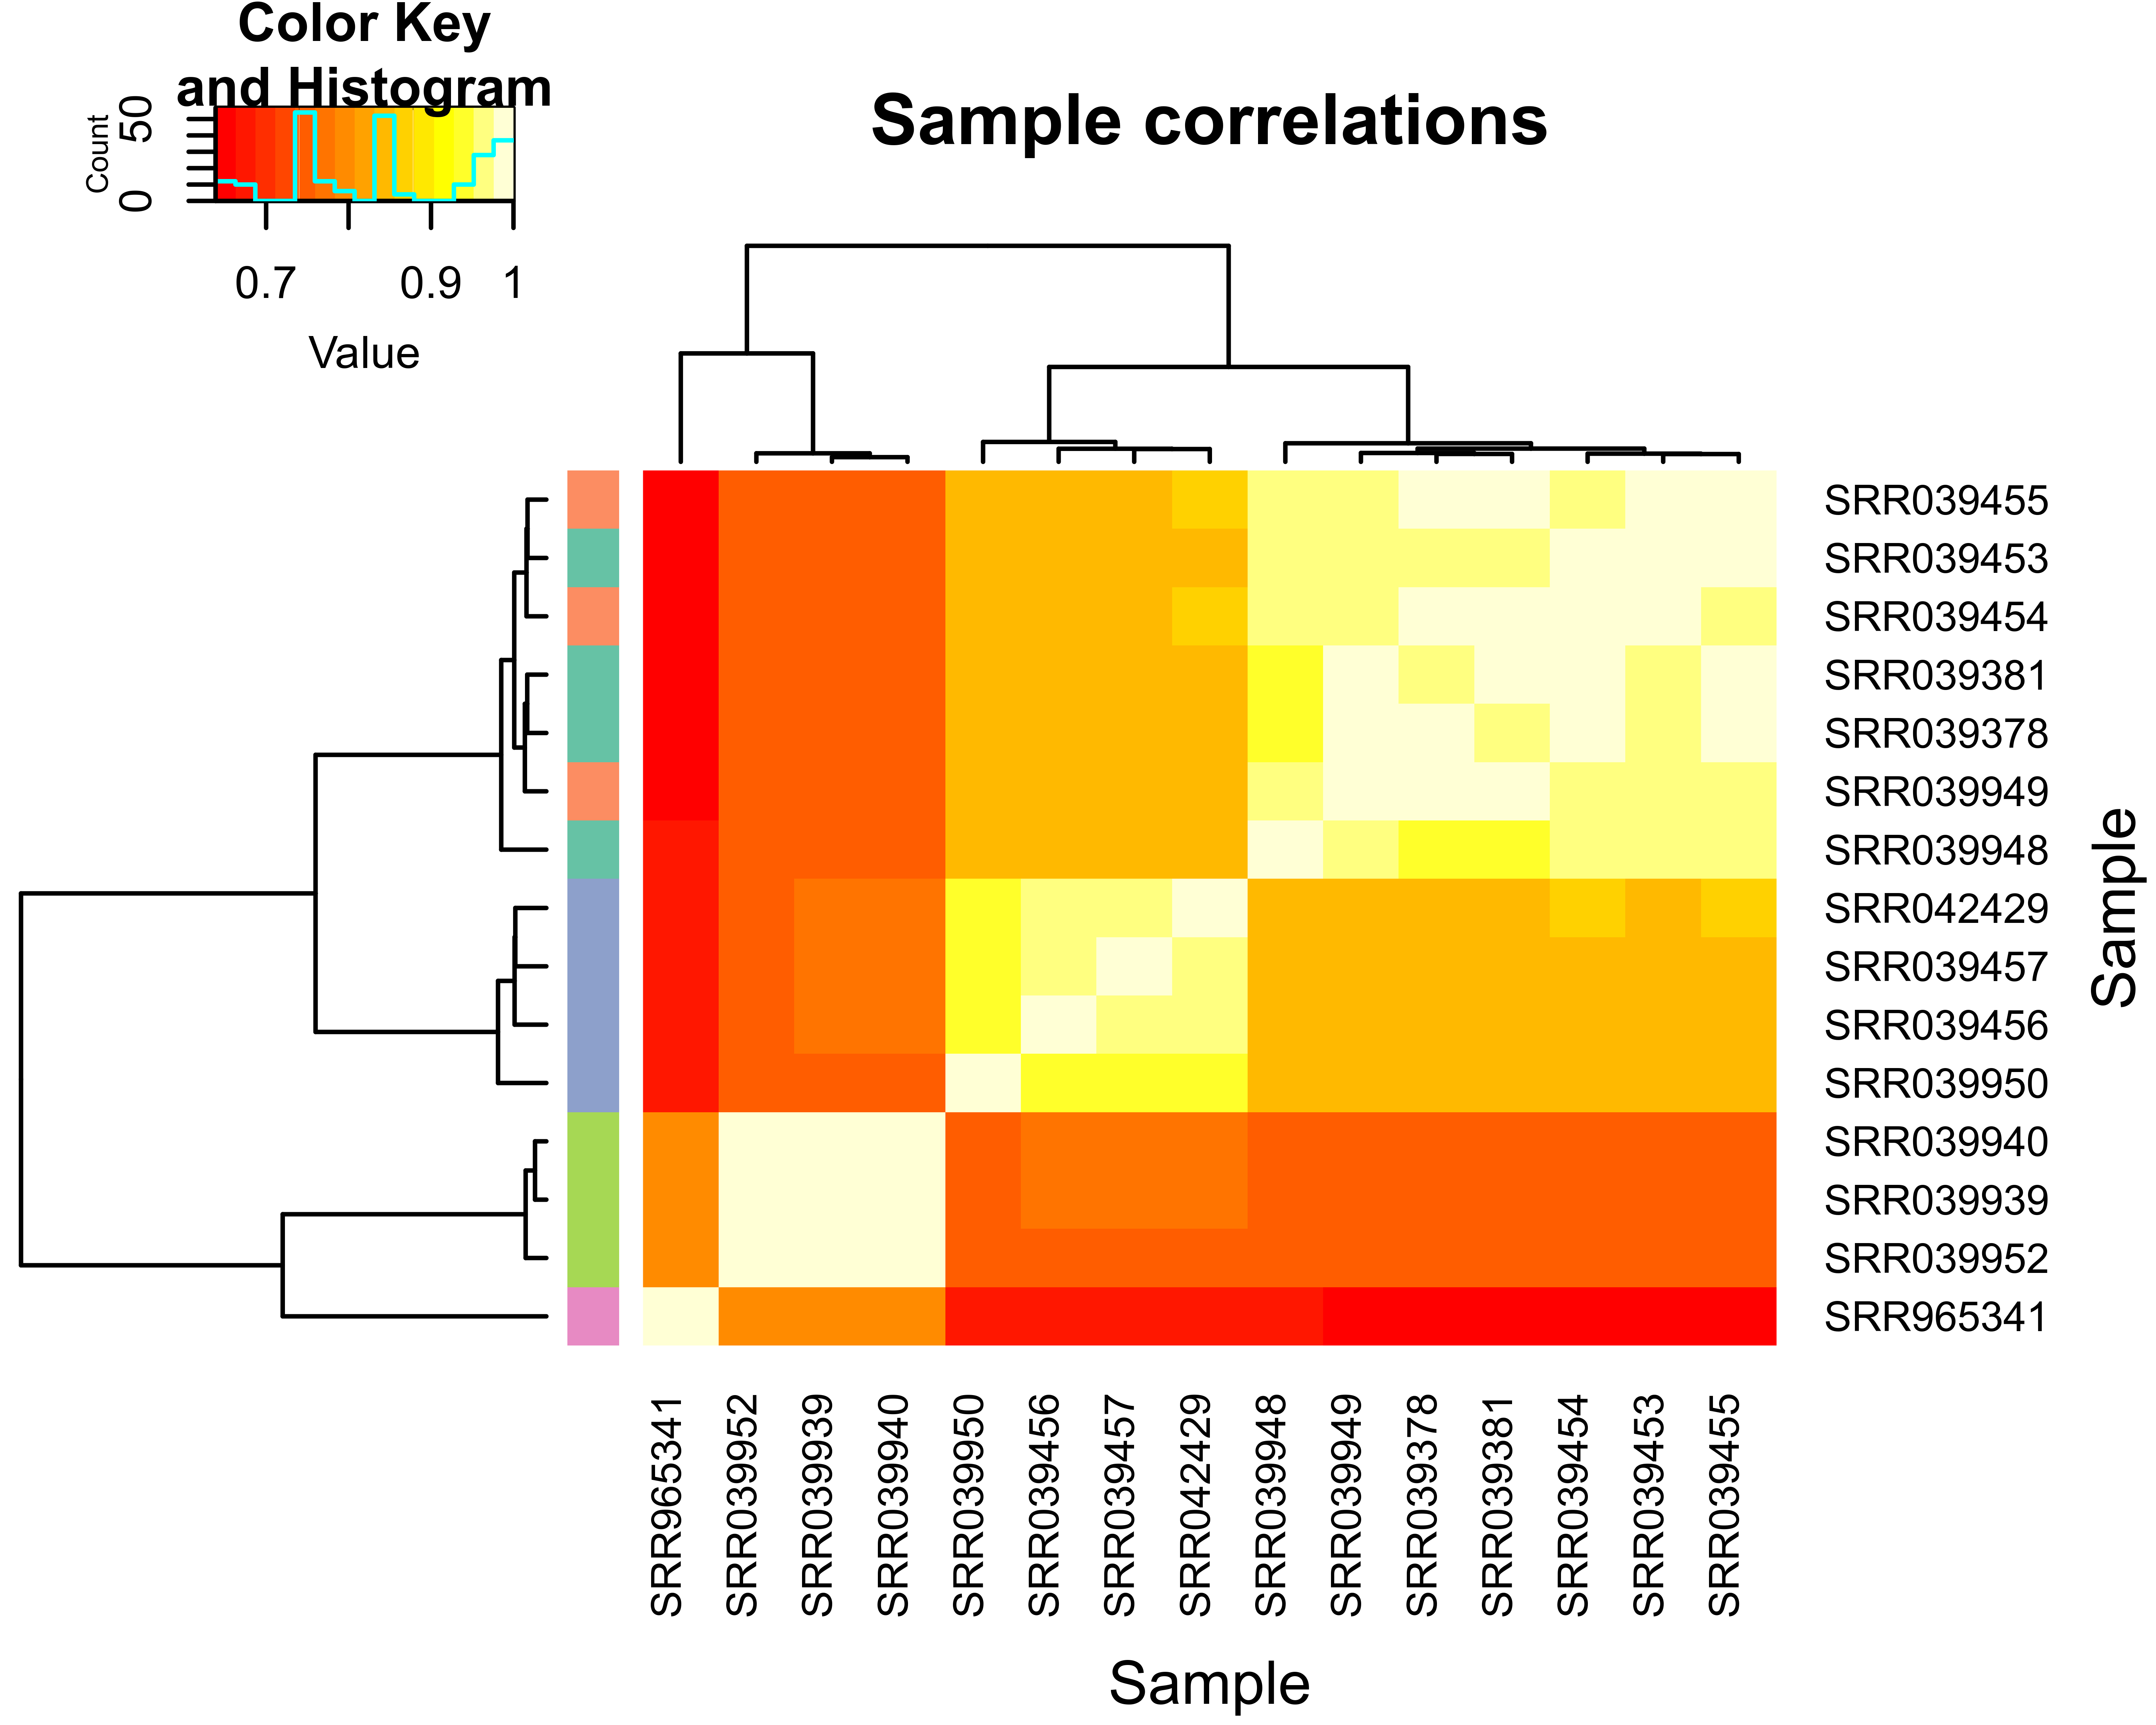 Color Key
and Histogram
Sample correlations
Count
0 50
0.7 0.9 1
Value
SRR039455
SRR039453
SRR039454
SRR039381
SRR039378
SRR039949
SRR039948
SRR042429
SRR039457
SRR039456
SRR039950
SRR039940
SRR039939
SRR039952
SRR965341
Sample
SRR965341
SRR039952
SRR039939
SRR039940
SRR039950
SRR039456
SRR039457
SRR042429
SRR039948
SRR039949
SRR039378
SRR039381
SRR039454
SRR039453
SRR039455
Sample